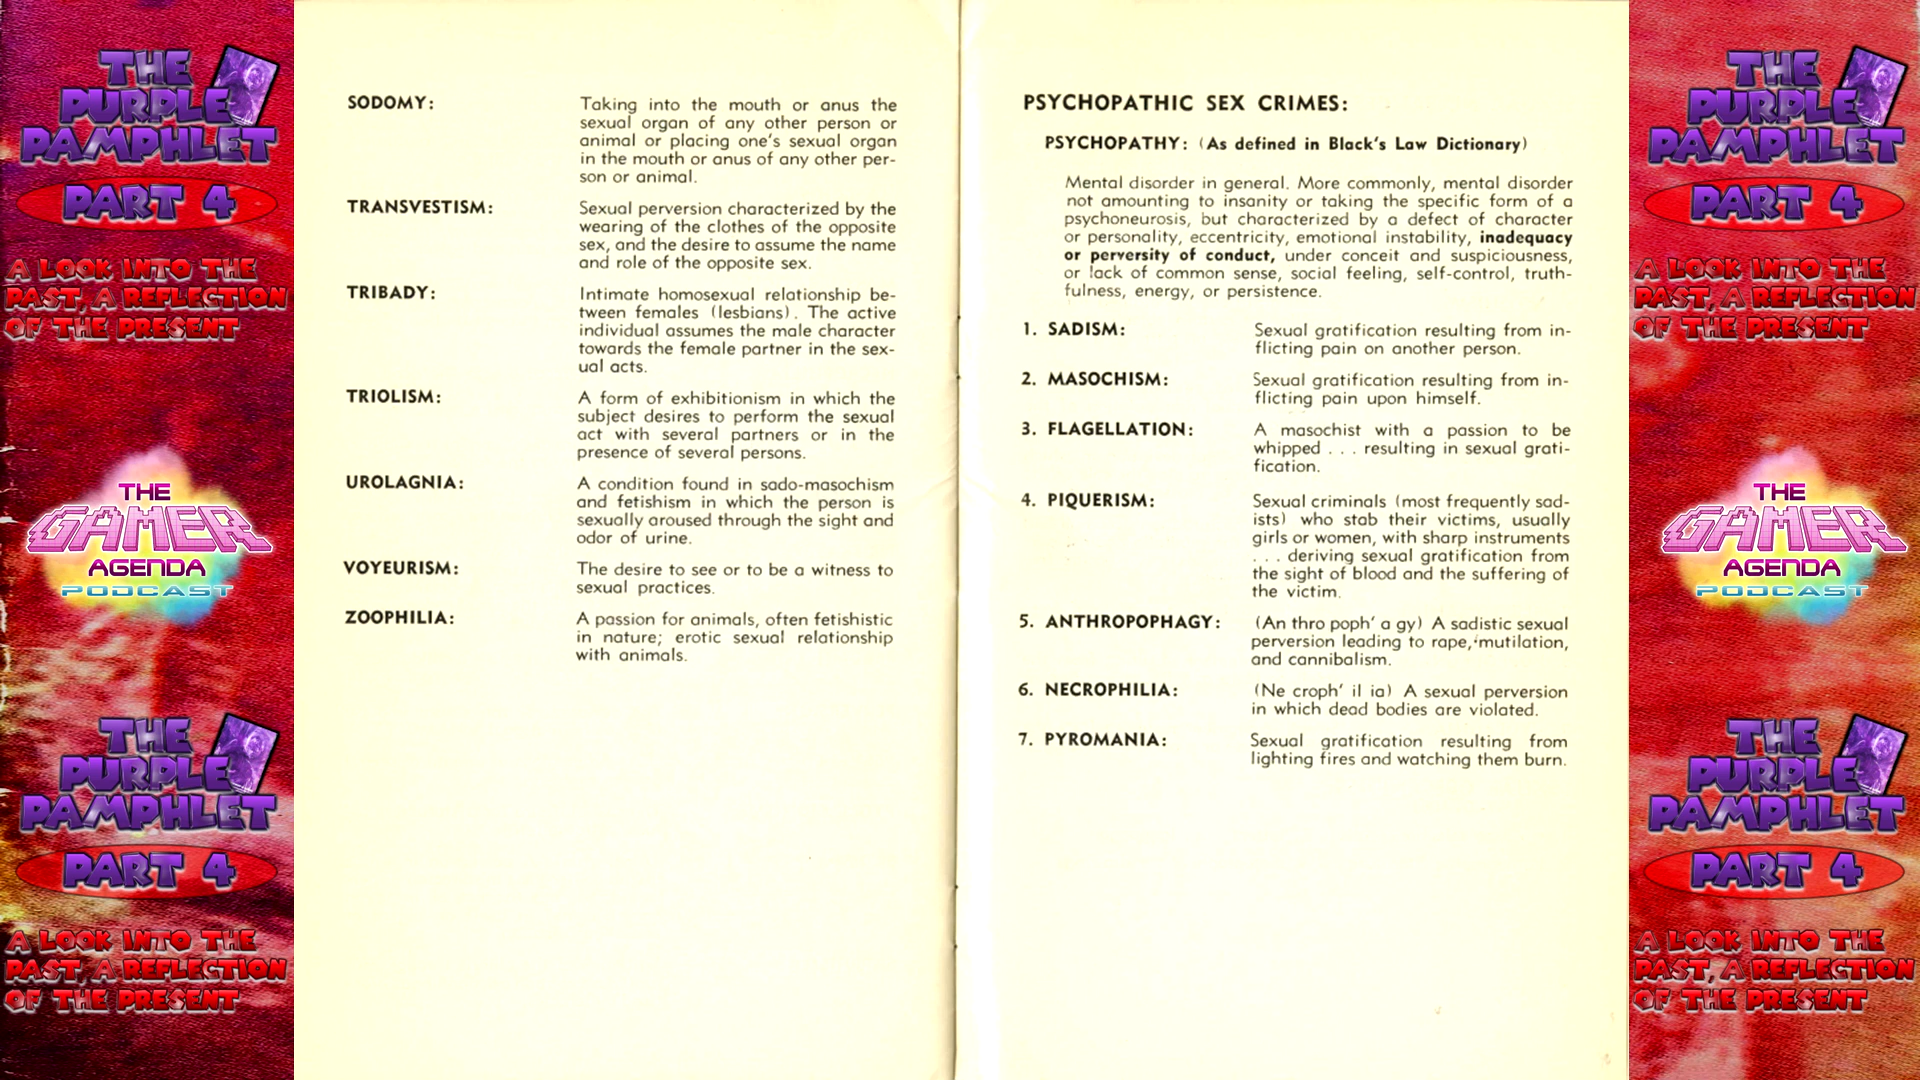 THE
PURPLE
PAMPHLET
PART 4
A LOOK INTO THE
PAST, A REFLECTION
OF THE PRESENT
THE
GAMER
AGENDA
PODCAST
THE
PURPLE
PAMPHLET
PART 4
A LOOK INTO THE
PAST, A REFLECTION
OF THE PRESENT
SODOMY: Taking into the mouth or anus the
sexual organ of any other person or
animal or placing one's sexual organ
in the mouth or anus of any other per-
son or animal.
TRANSVESTISM: Sexual perversion characterized by the
wearing of the clothes of the opposite
sex, and the desire to assume the name
and role of the opposite sex.
TRIBADY: Intimate homosexual relationship be-
tween females (lesbians). The active
individual assumes the male character
towards the female partner in the sex-
ual acts.
TRIOLISM: A form of exhibitionism in which the
subject desires to perform the sexual
act with several partners or in the
presence of several persons.
UROLAGNIA: A condition found in sado-masochism
and fetishism in which the person is
sexually aroused through the sight and
odor of urine.
VOYEURISM: The desire to see or to be a witness to
sexual practices.
ZOOPHILIA: A passion for animals, often fetishistic
in nature; erotic sexual relationship
with animals.
PSYCHOPATHIC SEX CRIMES:
PSYCHOPATHY: (As defined in Black's Law Dictionary)
Mental disorder in general. More commonly, mental disorder
not amounting to insanity or taking the specific form of a
psychoneurosis, but characterized by a defect of character
or personality, eccentricity, emotional instability, inadequacy
or perversity of conduct, under conceit and suspiciousness,
or lack of common sense, social feeling, self-control, truth-
fulness, energy, or persistence.
1. SADISM: Sexual gratification resulting from in-
flicting pain on another person.
2. MASOCHISM: Sexual gratification resulting from in-
flicting pain upon himself.
3. FLAGELLATION: A masochist with a passion to be
whipped . . . resulting in sexual grati-
fication.
4. PIQUERISM: Sexual criminals (most frequently sad-
ists) who stab their victims, usually
girls or women, with sharp instruments
. . . deriving sexual gratification from
the sight of blood and the suffering of
the victim.
5. ANTHROPOPHAGY: (An thro poph' a gy) A sadistic sexual
perversion leading to rape, mutilation,
and cannibalism.
6. NECROPHILIA: (Ne croph' il ia) A sexual perversion
in which dead bodies are violated.
7. PYROMANIA: Sexual gratification resulting from
lighting fires and watching them burn.
THE
PURPLE
PAMPHLET
PART 4
A LOOK INTO THE
PAST, A REFLECTION
OF THE PRESENT
THE
GAMER
AGENDA
PODCAST
THE
PURPLE
PAMPHLET
PART 4
A LOOK INTO THE
PAST, A REFLECTION
OF THE PRESENT